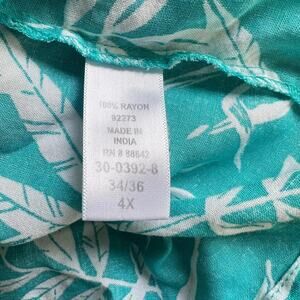 100% RAYON
92273
MADE IN
INDIA
RN # 88642
30-0392-8
34/36
4X